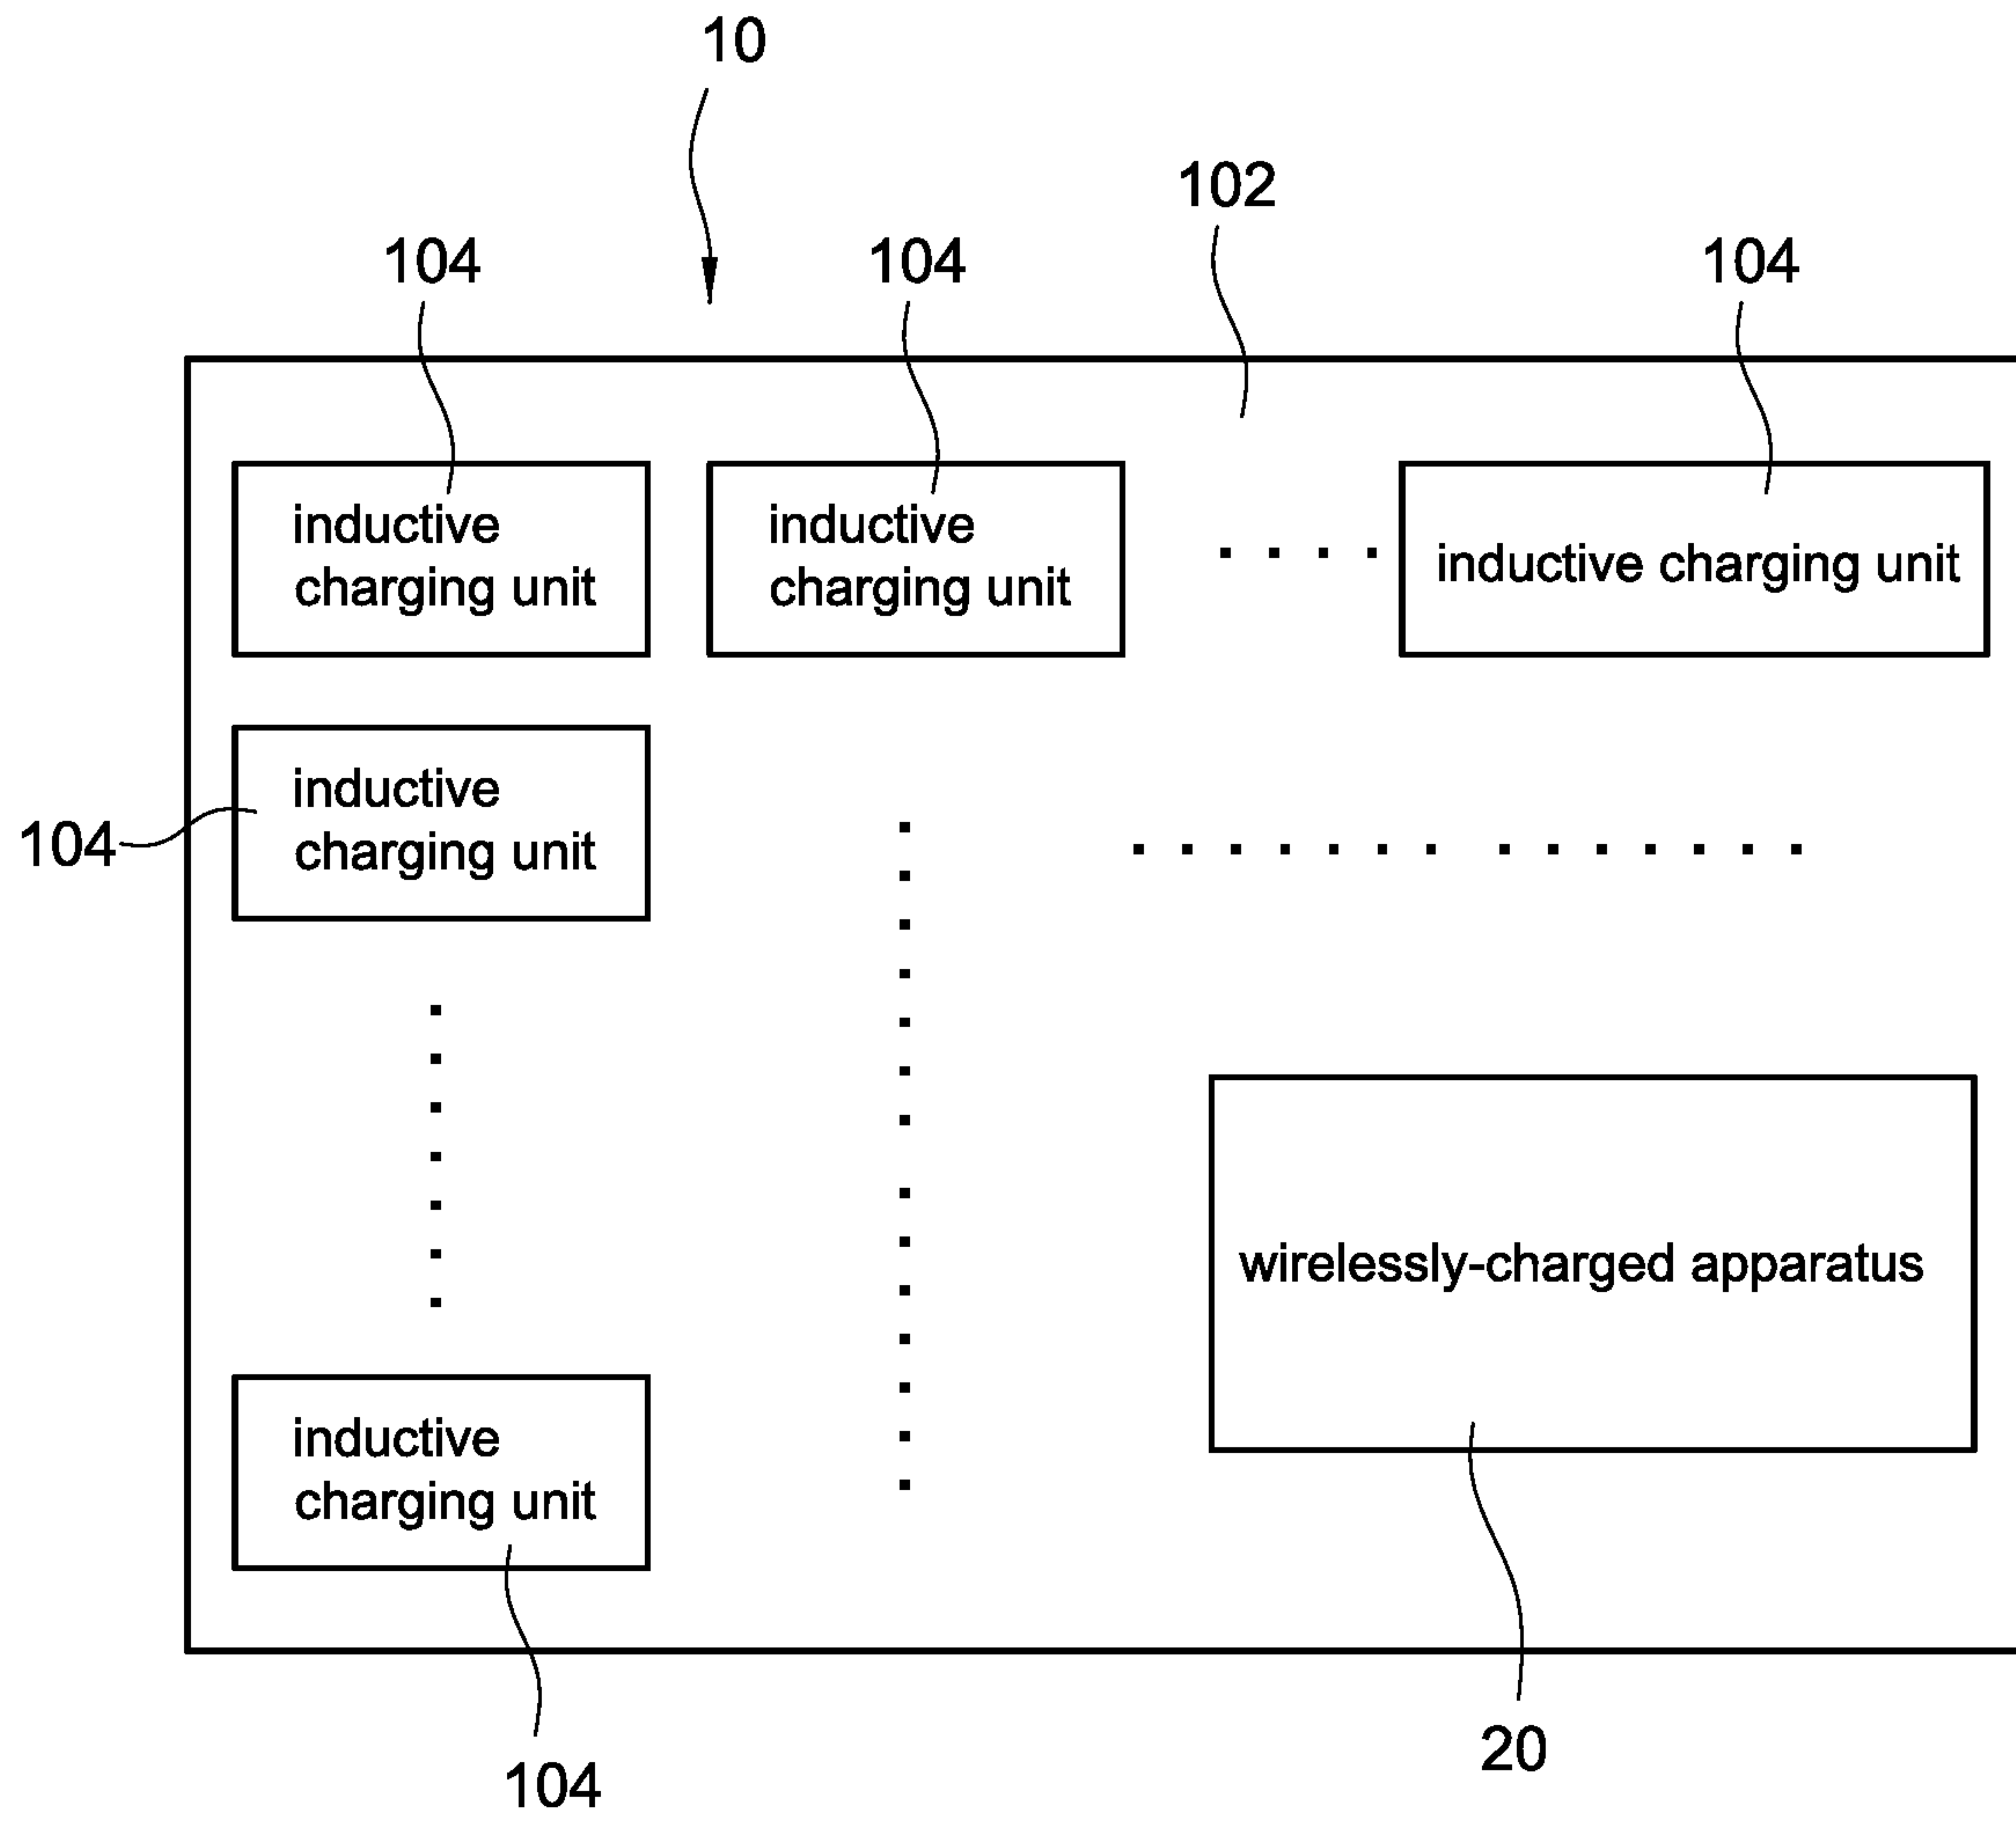 10
102
104
104
104
inductive
charging unit
inductive
charging unit
inductive charging unit
inductive
charging unit
104
wirelessly-charged apparatus
inductive
charging unit
20
104